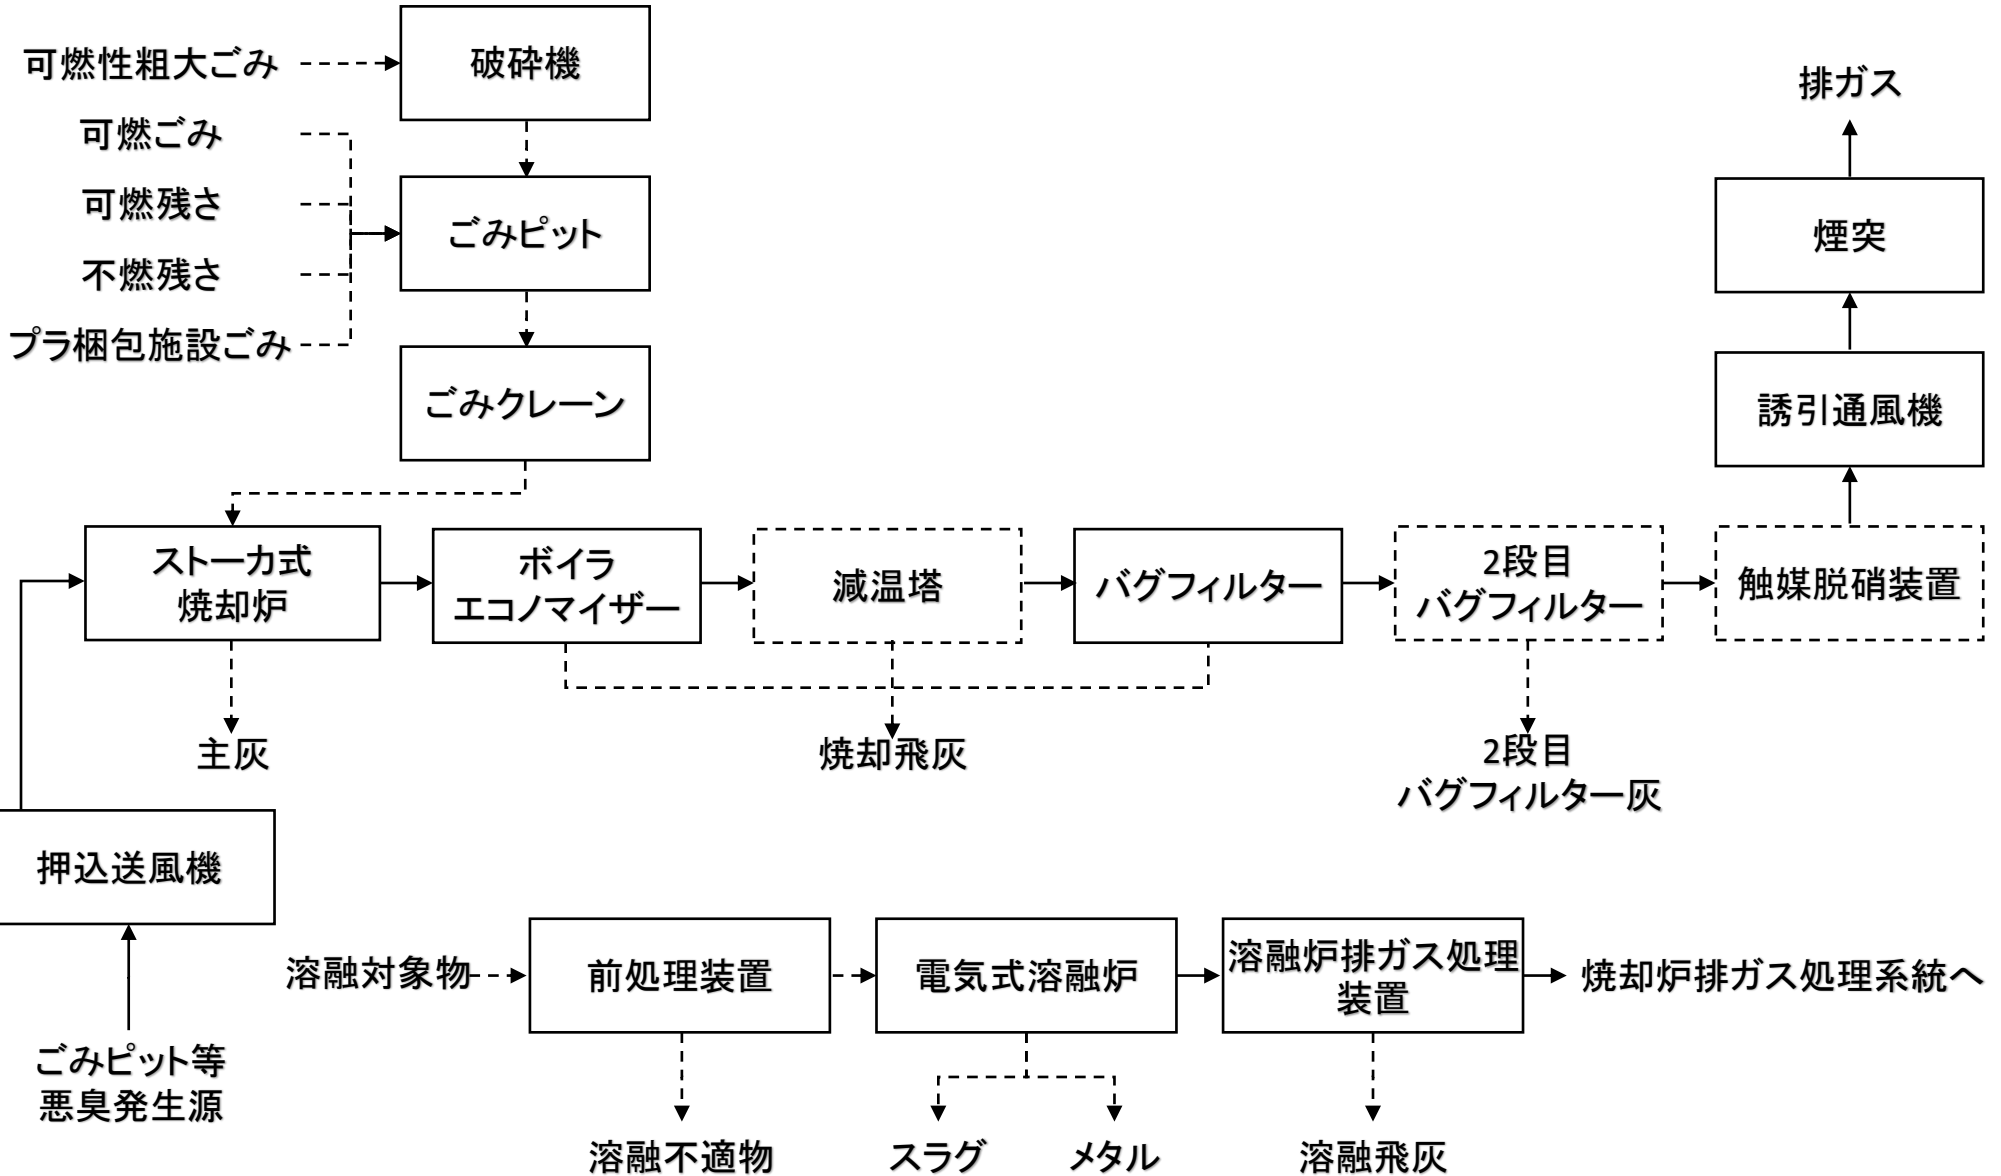 可燃性粗大ごみ
破砕機
可燃ごみ
可燃残さ
不燃残さ
プラ梱包施設ごみ
ごみピット
ごみクレーン
排ガス
煙突
誘引通風機
ストーカ式
焼却炉
ボイラ
エコノマイザー
減温塔
バグフィルター
2段目
バグフィルター
触媒脱硝装置
主灰
焼却飛灰
2段目
バグフィルター灰
押込送風機
ごみピット等
悪臭発生源
溶融対象物
前処理装置
電気式溶融炉
溶融炉排ガス処理
装置
焼却炉排ガス処理系統へ
溶融不適物
スラグ
メタル
溶融飛灰